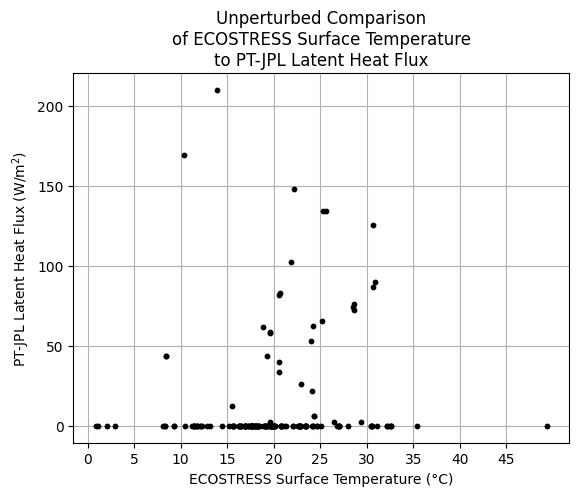 Unperturbed Comparison
of ECOSTRESS Surface Temperature
to PT-JPL Latent Heat Flux
200
150
100
50
0
PT-JPL Latent Heat Flux (W/m²)
0 5 10 15 20 25 30 35 40 45
ECOSTRESS Surface Temperature (°C)